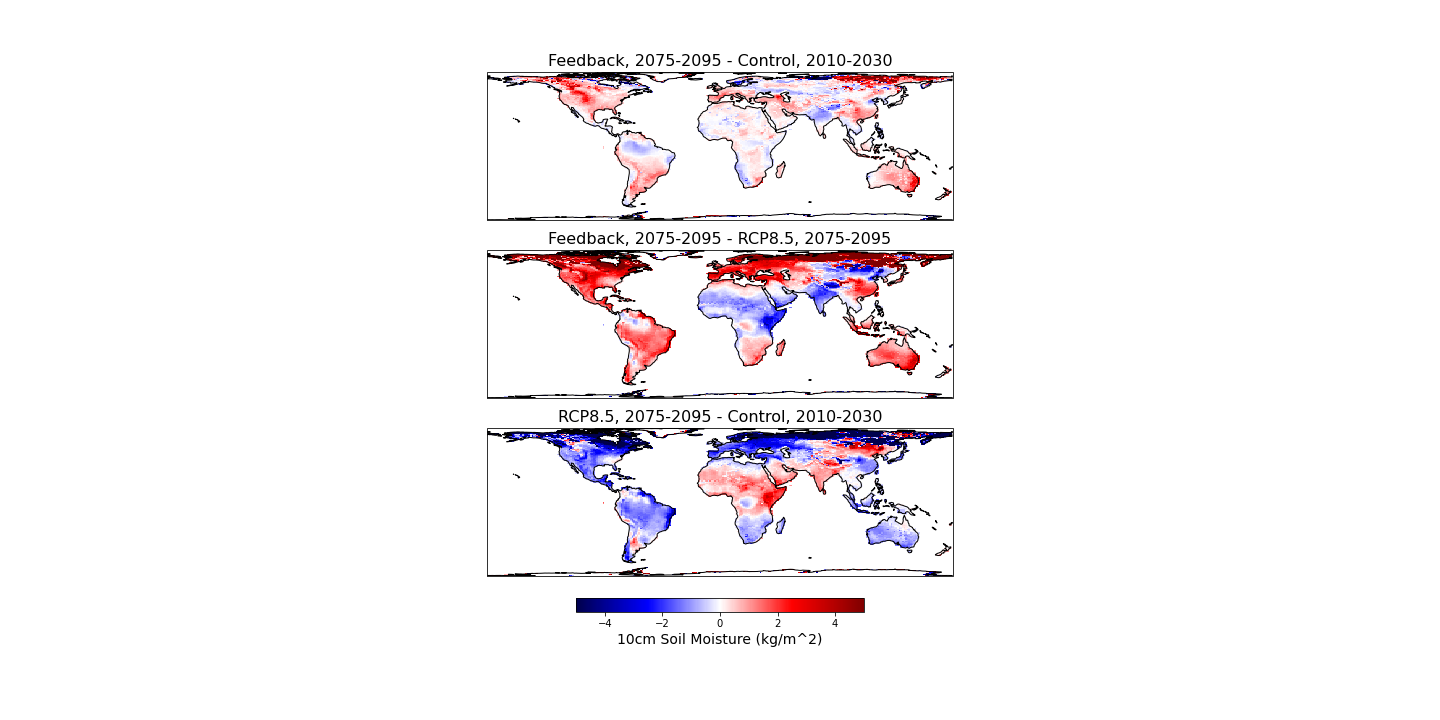 Feedback, 2075-2095 - Control, 2010-2030
Feedback, 2075-2095 - RCP8.5, 2075-2095
RCP8.5, 2075-2095 - Control, 2010-2030
−4 −2 0 2 4
10cm Soil Moisture (kg/m^2)